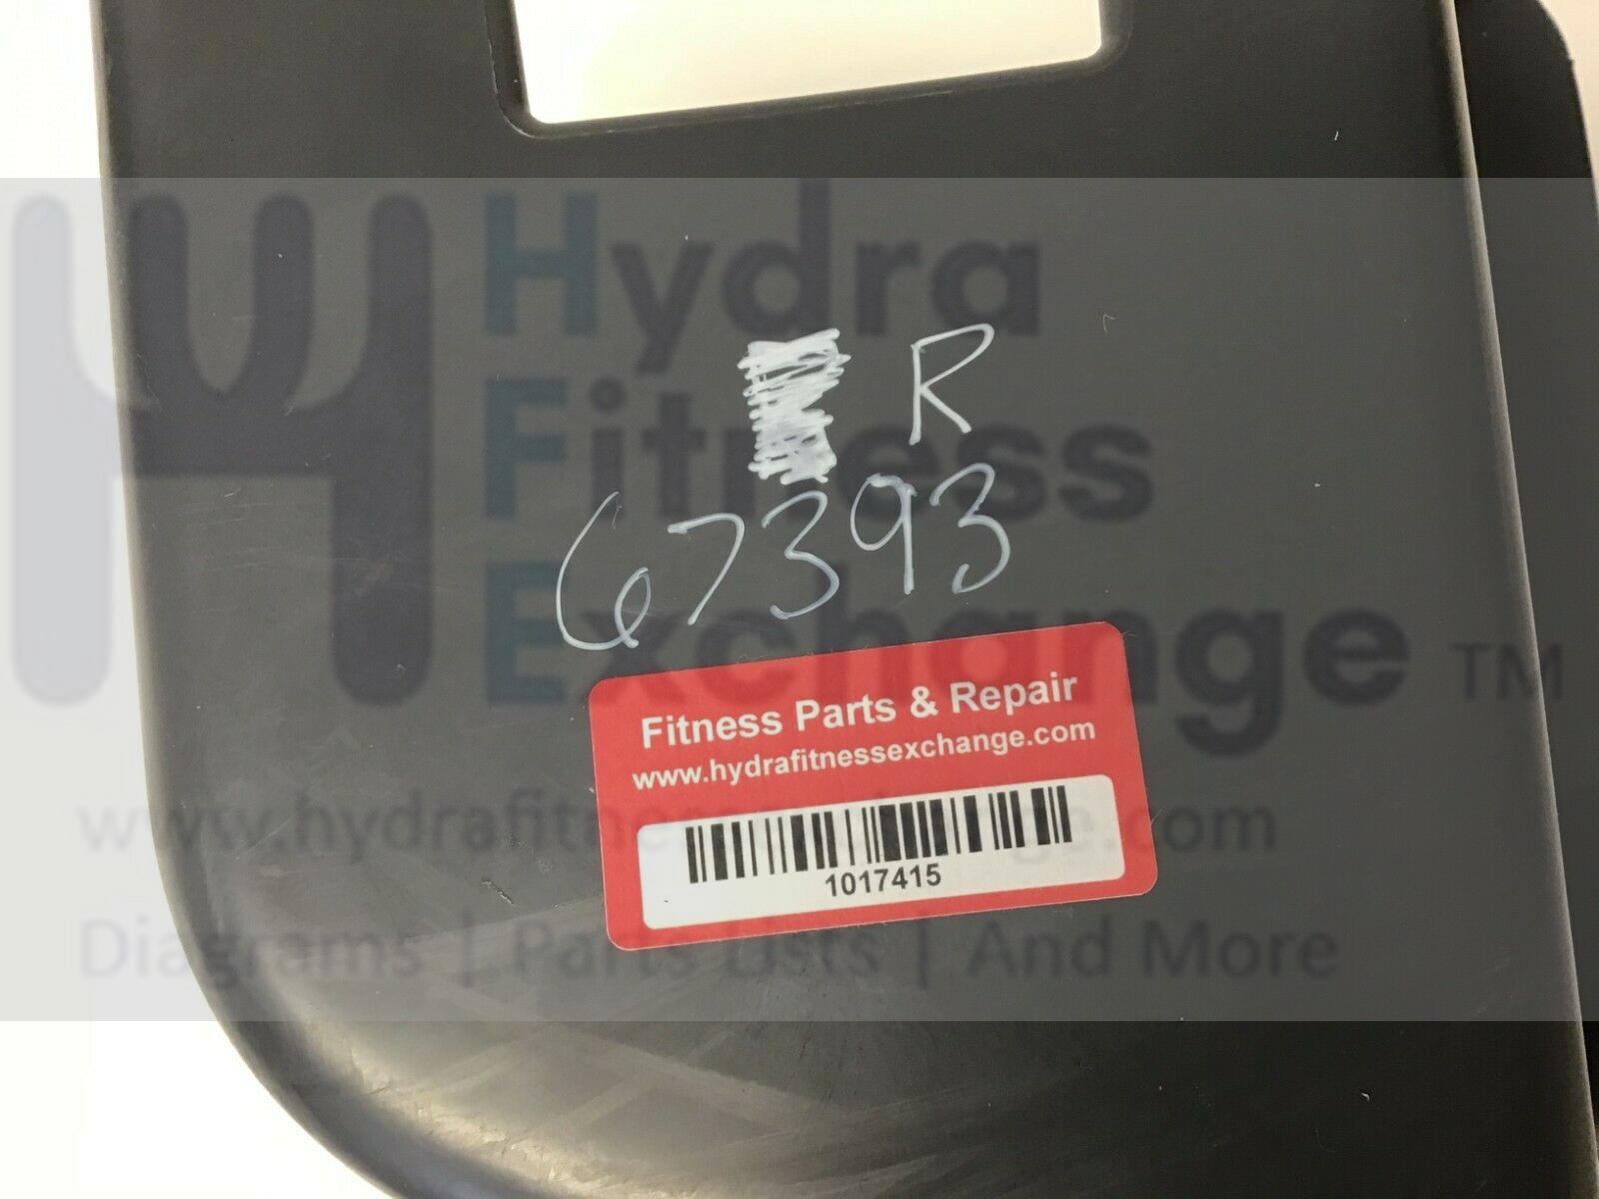 Hydra
Fitness
Exchange TM
R
67393
Fitness Parts & Repair
www.hydrafitnessexchange.com
1017415
www.hydrafitnessexchange.com
Diagrams | Parts Lists | And More